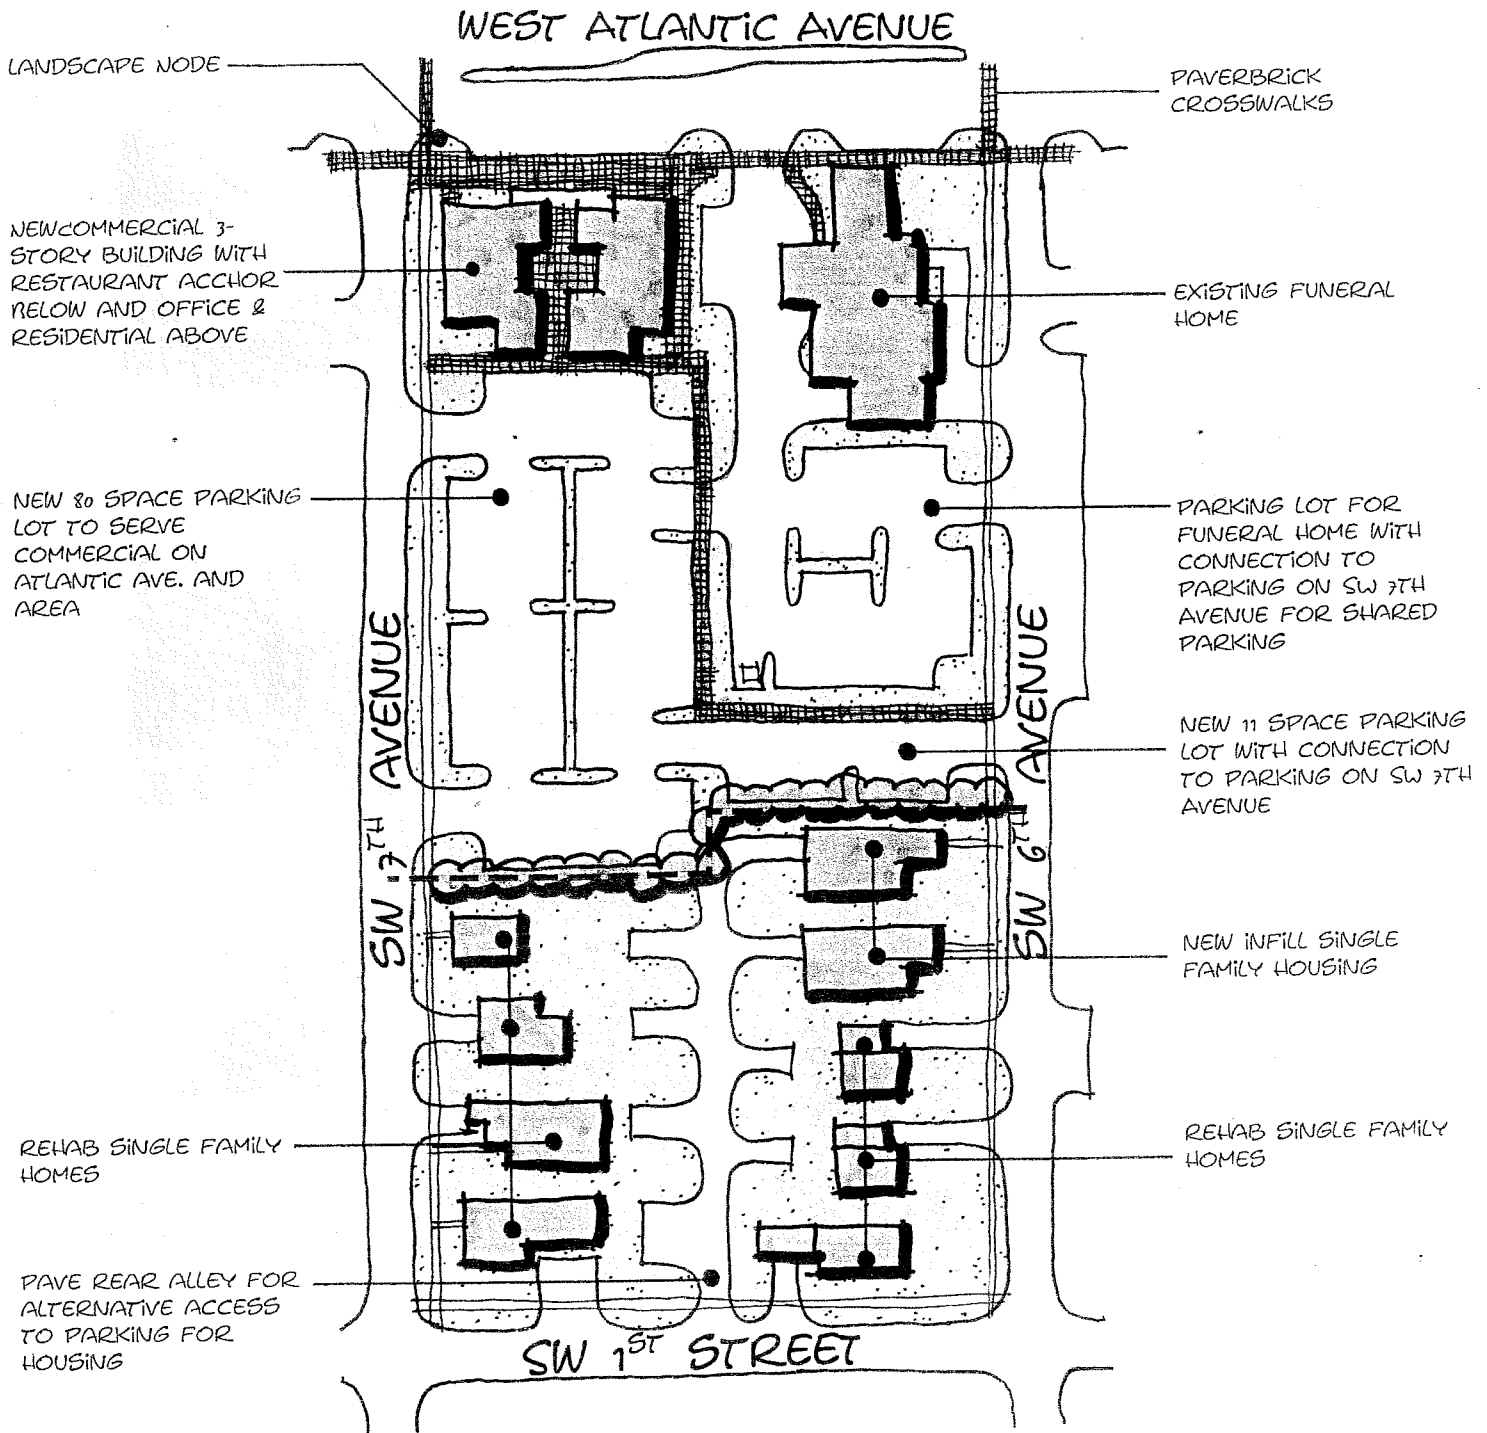 WEST ATLANTIC AVENUE
LANDSCAPE NODE
PAVERBRICK
CROSSWALKS
NEWCOMMERCIAL 3-
STORY BUILDING WITH
RESTAURANT ACCHOR
BELOW AND OFFICE &
RESIDENTIAL ABOVE
EXISTING FUNERAL
HOME
NEW 80 SPACE PARKING
LOT TO SERVE
COMMERCIAL ON
ATLANTIC AVE. AND
AREA
PARKING LOT FOR
FUNERAL HOME WITH
CONNECTION TO
PARKING ON SW 7TH
AVENUE FOR SHARED
PARKING
SW 7TH AVENUE
SW 6TH AVENUE
NEW 11 SPACE PARKING
LOT WITH CONNECTION
TO PARKING ON SW 7TH
AVENUE
NEW INFILL SINGLE
FAMILY HOUSING
REHAB SINGLE FAMILY
HOMES
REHAB SINGLE FAMILY
HOMES
PAVE REAR ALLEY FOR
ALTERNATIVE ACCESS
TO PARKING FOR
HOUSING
SW 1ST STREET